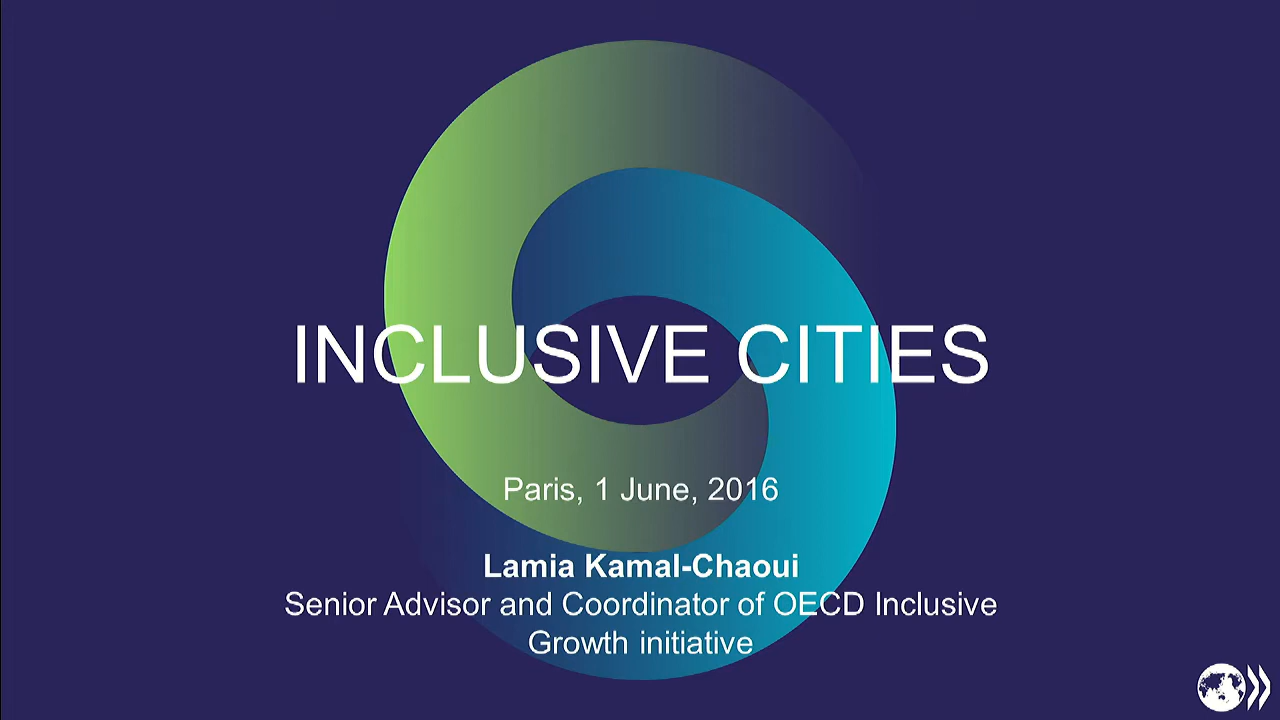 INCLUSIVE CITIES
Paris, 1 June, 2016
Lamia Kamal-Chaoui
Senior Advisor and Coordinator of OECD Inclusive
Growth initiative